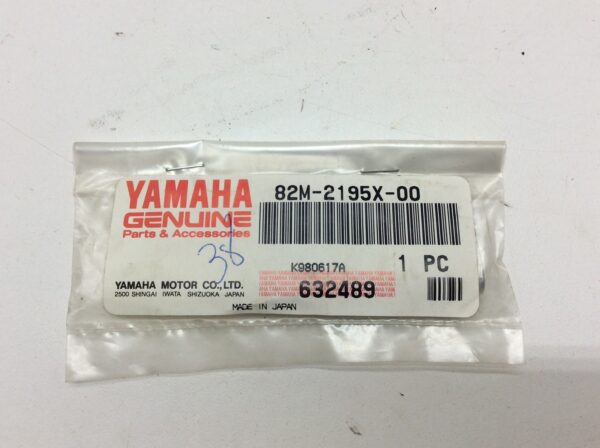 YAMAHA
GENUINE
Parts & Accessories
82M-2195X-00
38
K980617A
1 PC
632489
YAMAHA MOTOR CO., LTD.
2500 SHINGAI IWATA SHIZUOKA JAPAN
MADE IN JAPAN